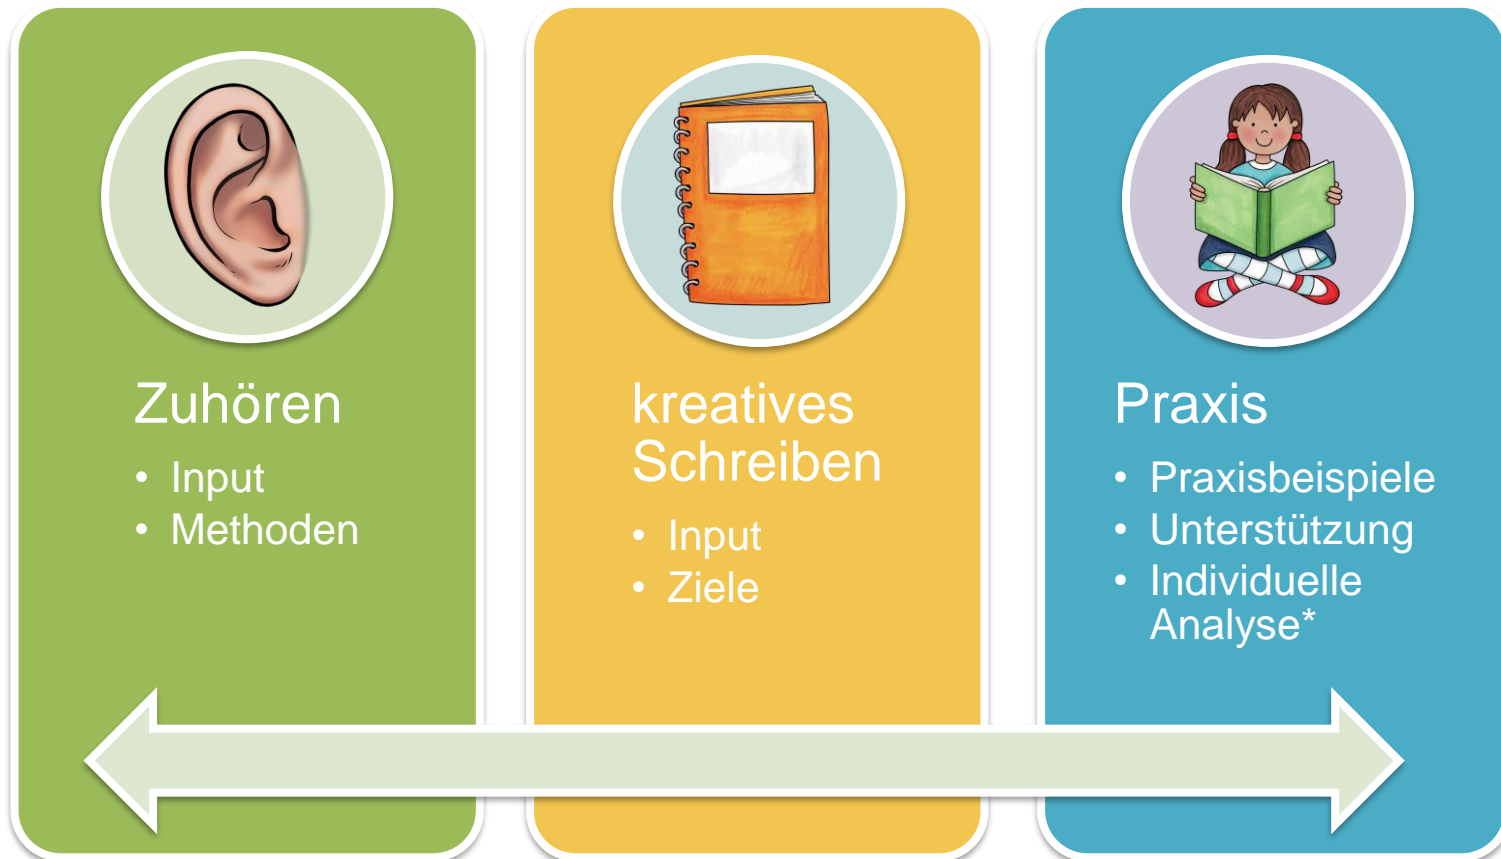 Zuhören
• Input
• Methoden
kreatives
Schreiben
• Input
• Ziele
Praxis
• Praxisbeispiele
• Unterstützung
• Individuelle
Analyse*